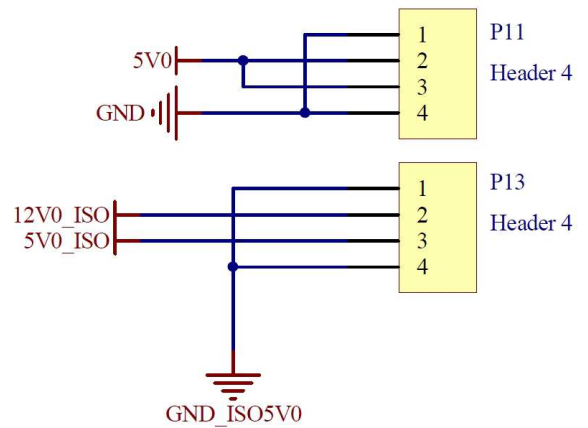 1 P11
5V0 2
3 Header 4
GND 4
1 P13
12V0_ISO 2 Header 4
5V0_ISO 3
4
GND_ISO5V0